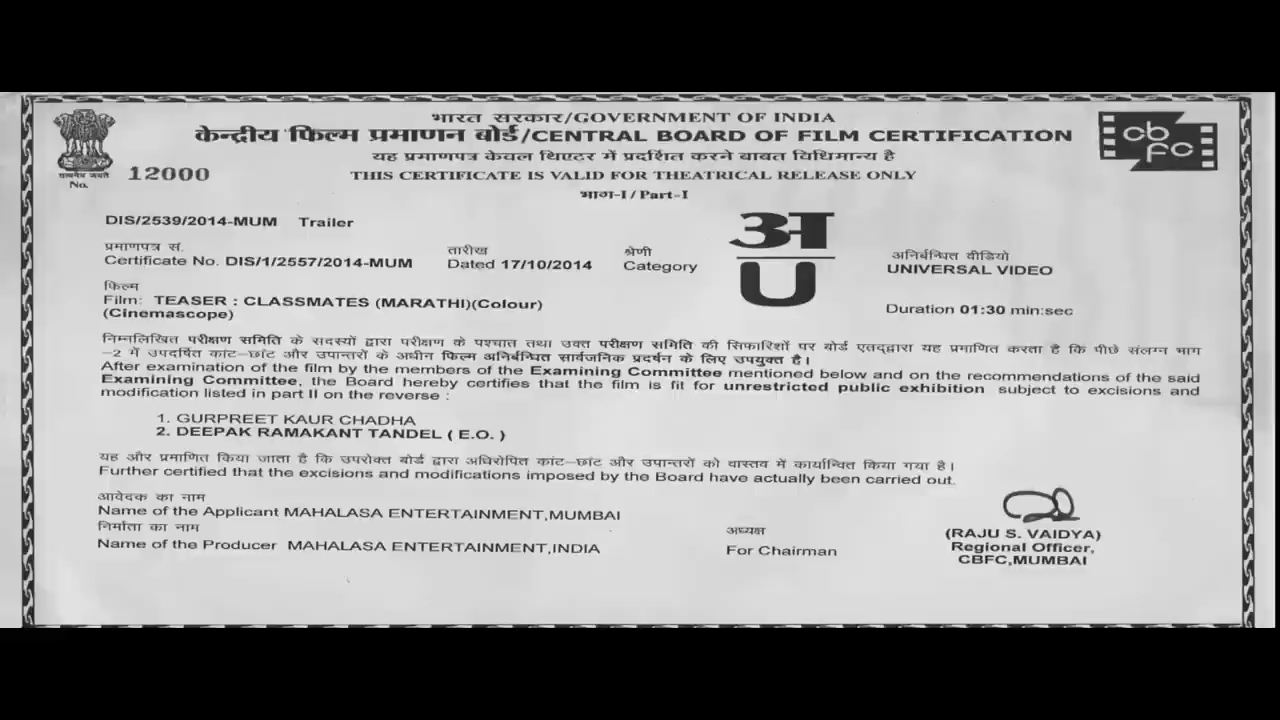 भारत सरकार/GOVERNMENT OF INDIA
केन्द्रीय फिल्म प्रमाणन बोर्ड/CENTRAL BOARD OF FILM CERTIFICATION
cb
fc
यह प्रमाणपत्र केवल थिएटर में प्रदर्शित करने बाबत विधिमान्य है
सत्यमेव जयते
No. 12000
THIS CERTIFICATE IS VALID FOR THEATRICAL RELEASE ONLY
भाग-I / Part-I
DIS/2539/2014-MUM Trailer
अ
U
प्रमाणपत्र सं. तारीख श्रेणी अनिर्बन्धित वीडियो
Certificate No. DIS/1/2557/2014-MUM Dated 17/10/2014 Category UNIVERSAL VIDEO
फिल्म
Film: TEASER : CLASSMATES (MARATHI)(Colour) Duration 01:30 min:sec
(Cinemascope)
निम्नलिखित परीक्षण समिति के सदस्यों द्वारा परीक्षण के पश्चात तथा उक्त परीक्षण समिति की सिफारिशों पर बोर्ड एतद्द्वारा यह प्रमाणित करता है कि पीछे संलग्न भाग
-2 में उपदर्षित कांट-छांट और उपान्तरों के अधीन फिल्म अनिर्बन्धित सार्वजनिक प्रदर्षन के लिए उपयुक्त है।
After examination of the film by the members of the Examining Committee mentioned below and on the recommendations of the said
Examining Committee, the Board hereby certifies that the film is fit for unrestricted public exhibition subject to excisions and
modification listed in part II on the reverse :
1. GURPREET KAUR CHADHA
2. DEEPAK RAMAKANT TANDEL ( E.O. )
यह और प्रमाणित किया जाता है कि उपरोक्त बोर्ड द्वारा अधिरोपित कांट-छांट और उपान्तरों को वास्तव में कार्यान्वित किया गया है।
Further certified that the excisions and modifications imposed by the Board have actually been carried out.
आवेदक का नाम
Name of the Applicant MAHALASA ENTERTAINMENT,MUMBAI
निर्माता का नाम अध्यक्ष (RAJU S. VAIDYA)
Name of the Producer MAHALASA ENTERTAINMENT,INDIA For Chairman Regional Officer,
CBFC,MUMBAI